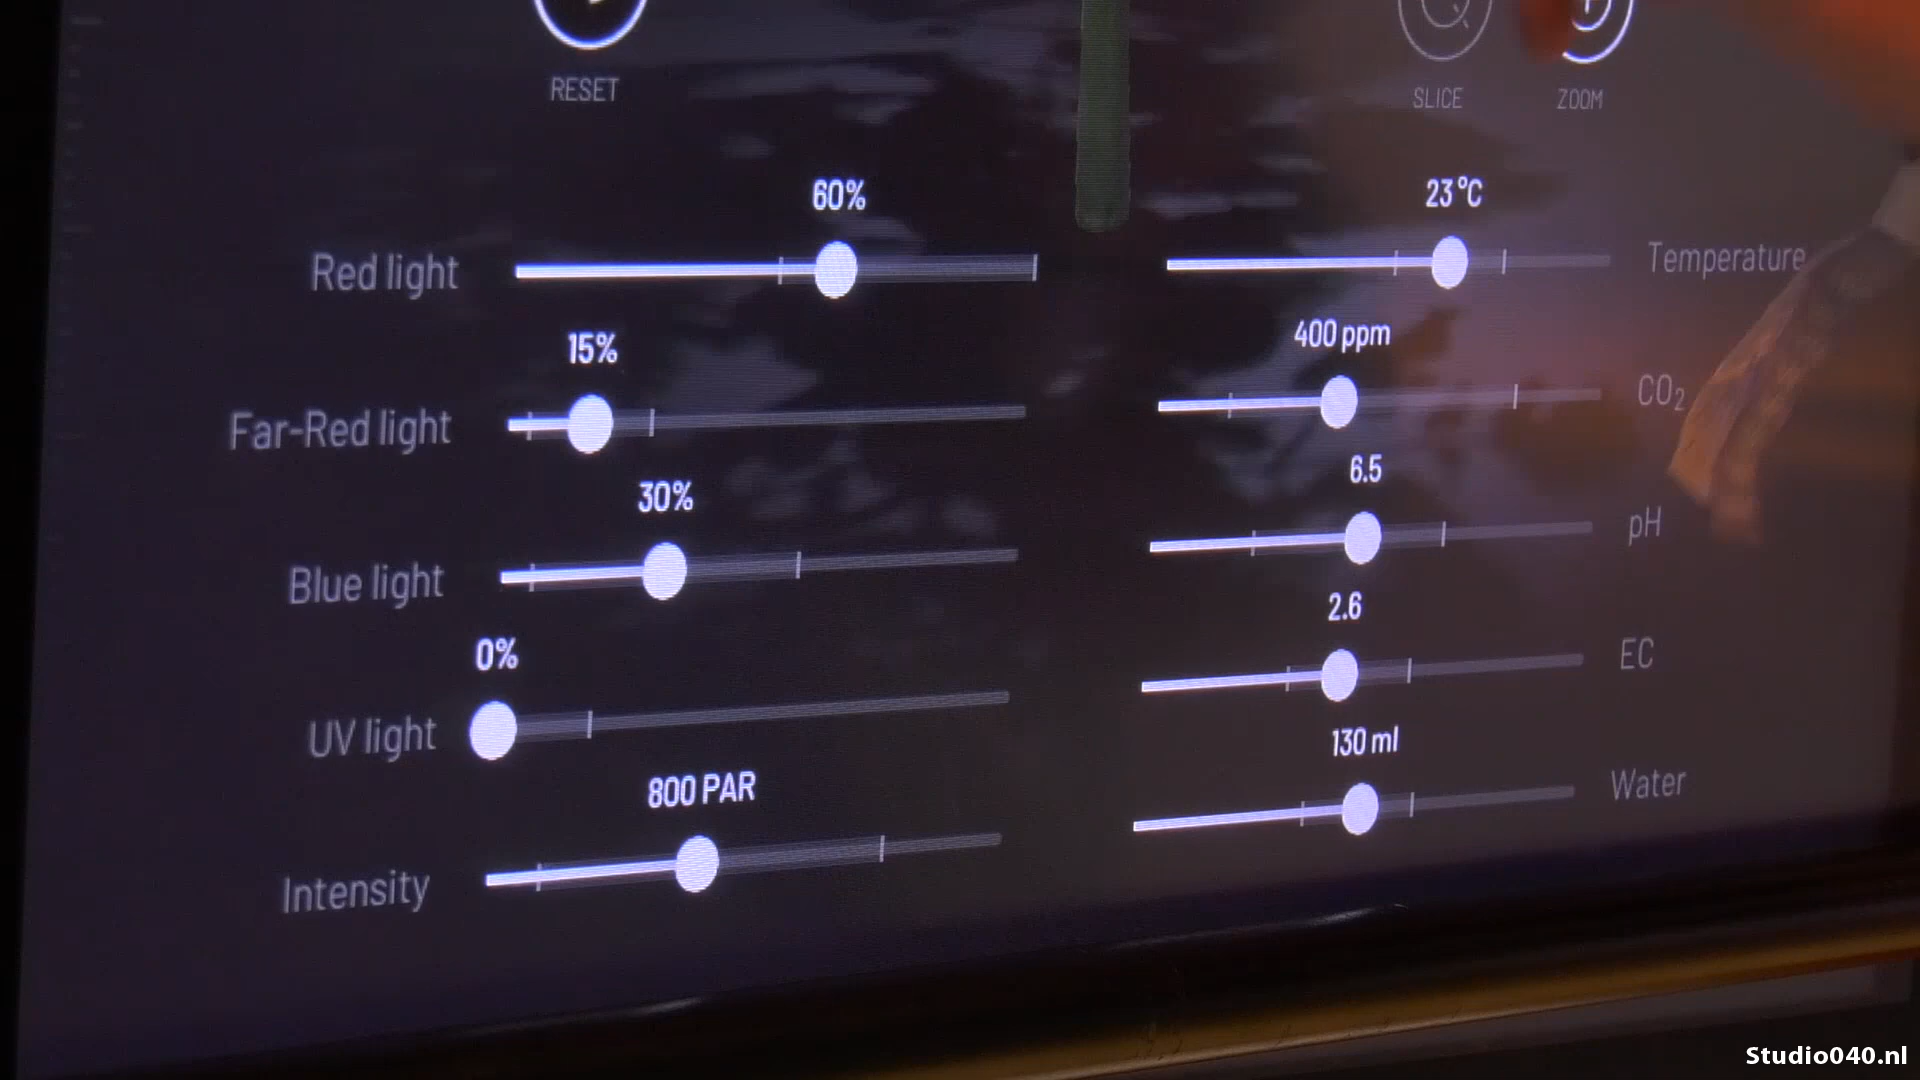 RESET
SLICE
ZOOM
60%
Red light
15%
Far-Red light
30%
Blue light
0%
UV light
800 PAR
Intensity
23°C
Temperature
400 ppm
CO₂
6.5
pH
2.6
EC
130 ml
Water
Studio040.nl